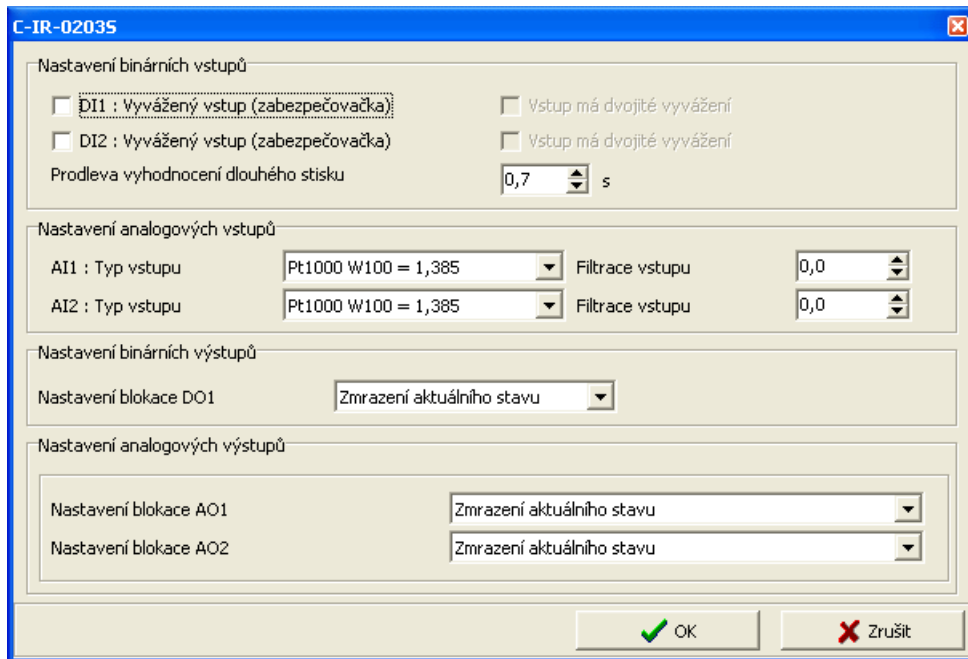 C-IR-0203S
Nastavení binárních vstupů
DI1 : Vyvážený vstup (zabezpečovačka) Vstup má dvojité vyvážení
DI2 : Vyvážený vstup (zabezpečovačka) Vstup má dvojité vyvážení
Prodleva vyhodnocení dlouhého stisku 0,7 s
Nastavení analogových vstupů
AI1 : Typ vstupu Pt1000 W100 = 1,385 Filtrace vstupu 0,0
AI2 : Typ vstupu Pt1000 W100 = 1,385 Filtrace vstupu 0,0
Nastavení binárních výstupů
Nastavení blokace DO1 Zmrazení aktuálního stavu
Nastavení analogových výstupů
Nastavení blokace AO1 Zmrazení aktuálního stavu
Nastavení blokace AO2 Zmrazení aktuálního stavu
OK Zrušit